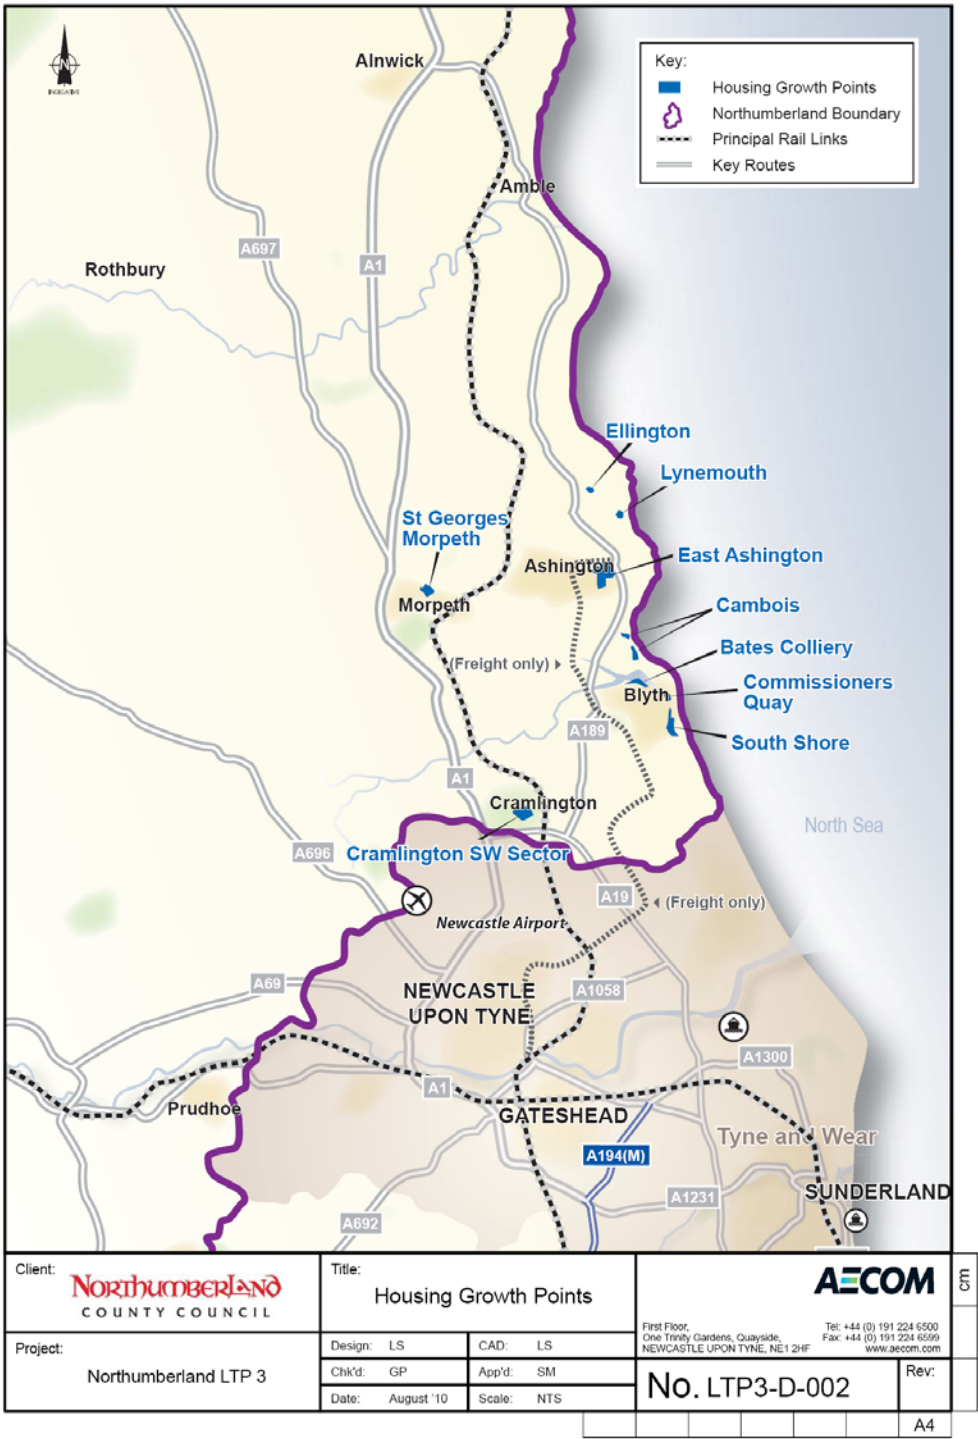 N
INDICATIVE
Alnwick
Key:
Housing Growth Points
Northumberland Boundary
Principal Rail Links
Key Routes
Amble
A697
A1
Rothbury
Ellington
Lynemouth
St Georges
Morpeth
East Ashington
Ashington
Morpeth
Cambois
(Freight only)
Bates Colliery
Blyth
Commissioners
Quay
A189
South Shore
A1
Cramlington
North Sea
A696
Cramlington SW Sector
A19
(Freight only)
Newcastle Airport
A69
NEWCASTLE
UPON TYNE
A1058
A1300
A1
Prudhoe
GATESHEAD
Tyne and Wear
A194(M)
SUNDERLAND
A1231
A692
Client:
NORTHUMBERLAND
COUNTY COUNCIL
Title:
Housing Growth Points
AECOM
First Floor,
One Trinity Gardens, Quayside,
NEWCASTLE UPON TYNE, NE1 2HF
Tel: +44 (0) 191 224 6500
Fax: +44 (0) 191 224 6599
www.aecom.com
cm
Project:
Northumberland LTP 3
Design: LS
CAD: LS
Chk'd: GP
App'd: SM
Date: August '10
Scale: NTS
No. LTP3-D-002
Rev:
A4